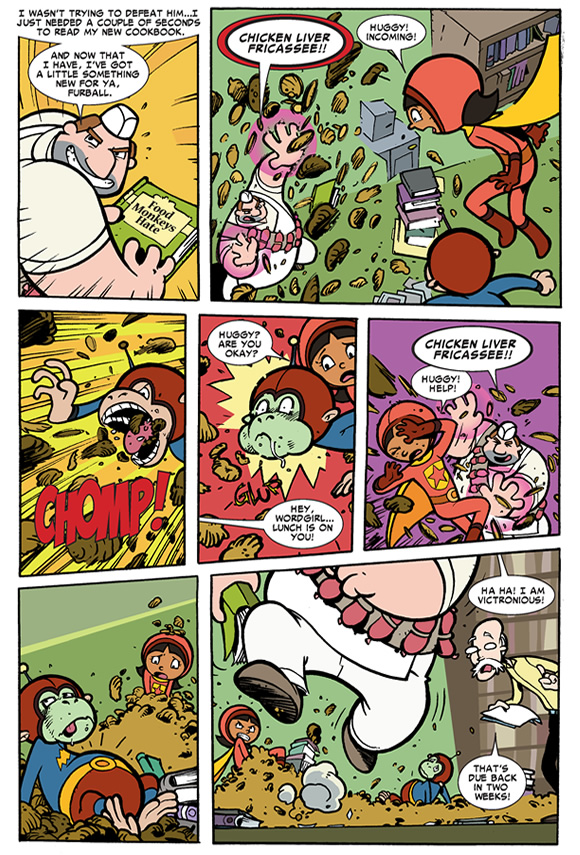 I WASN'T TRYING TO DEFEAT HIM...I
JUST NEEDED A COUPLE OF SECONDS
TO READ MY NEW COOKBOOK.
AND NOW THAT
I HAVE, I'VE GOT
A LITTLE SOMETHING
NEW FOR YA,
FURBALL.
Food
Monkeys
Hate
CHICKEN LIVER
FRICASSEE!!
HUGGY!
INCOMING!
CHOMP!
HUGGY?
ARE YOU
OKAY?
GLUP
HEY,
WORDGIRL...
LUNCH IS ON
YOU!
CHICKEN LIVER
FRICASSEE!!
HUGGY!
HELP!
HA HA! I AM
VICTRONIOUS!
THAT'S
DUE BACK
IN TWO
WEEKS!